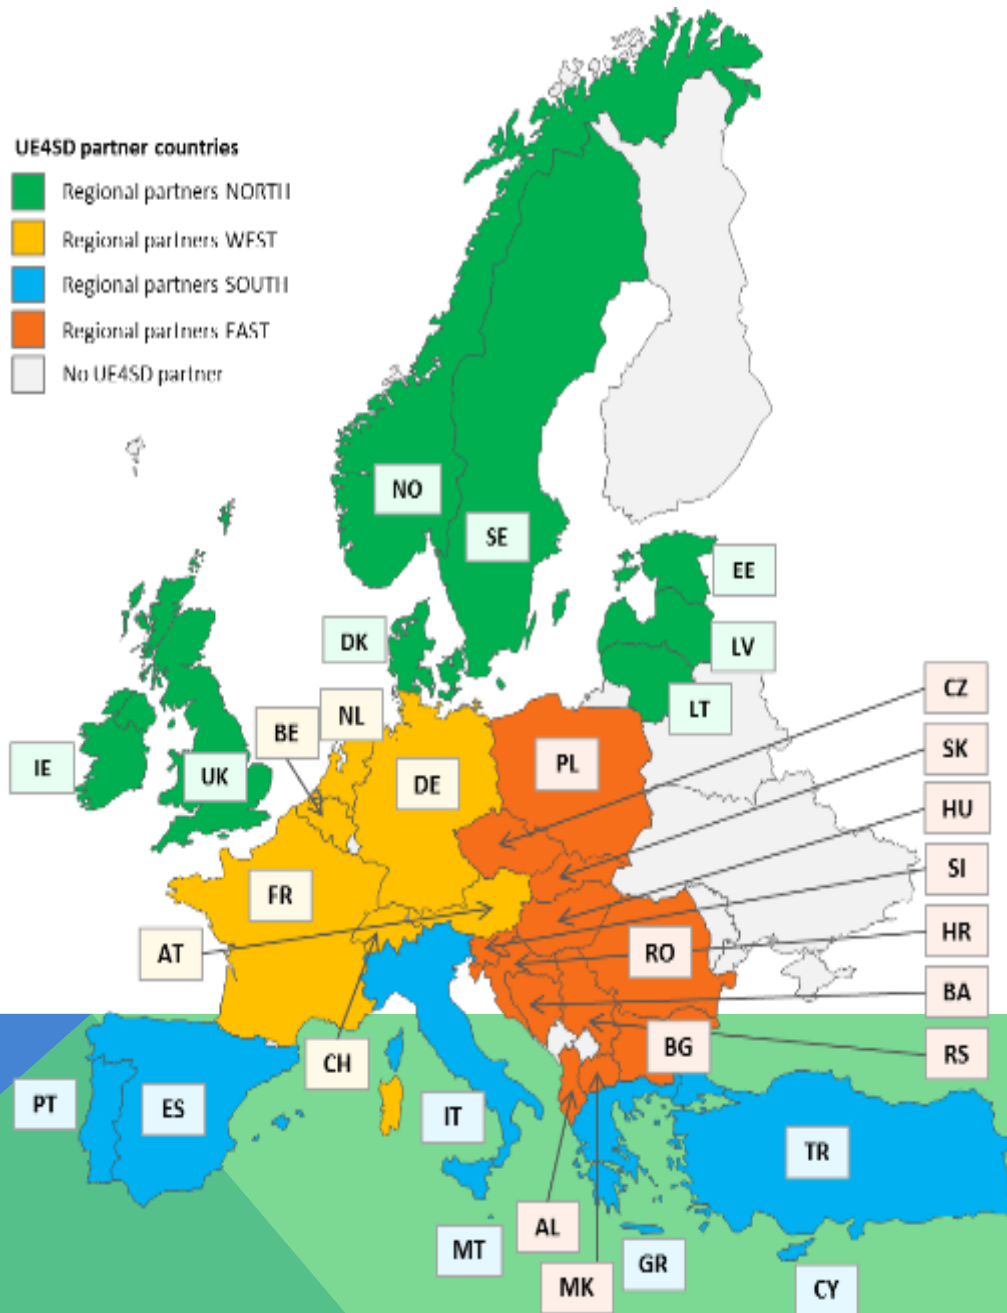 UE4SD partner countries
Regional partners NORTH
Regional partners WEST
Regional partners SOUTH
Regional partners EAST
No UE4SD partner
NO
SE
EE
DK
LV
CZ
NL
LT
BE
SK
IE
UK
DE
PL
HU
SI
FR
HR
AT
RO
BA
BG
RS
CH
PT
ES
IT
TR
AL
MT
GR
MK
CY